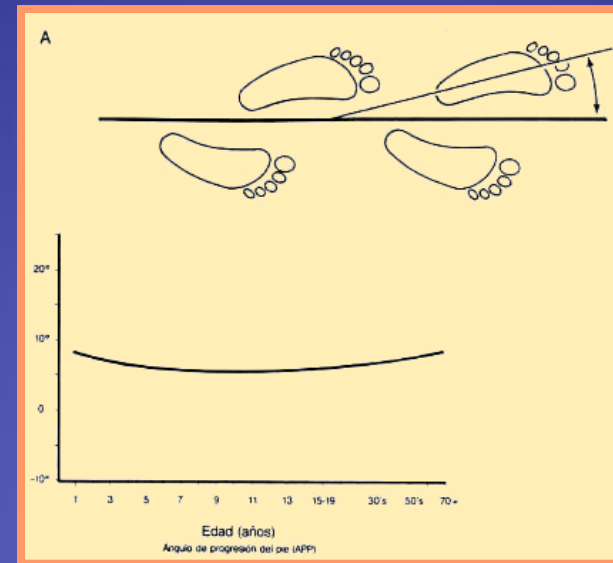 A
20°
10°
0
-10°
1 3 5 7 9 11 13 15-19 30's 50's 70+
Edad (años)
Ángulo de progresión del pie (APP)